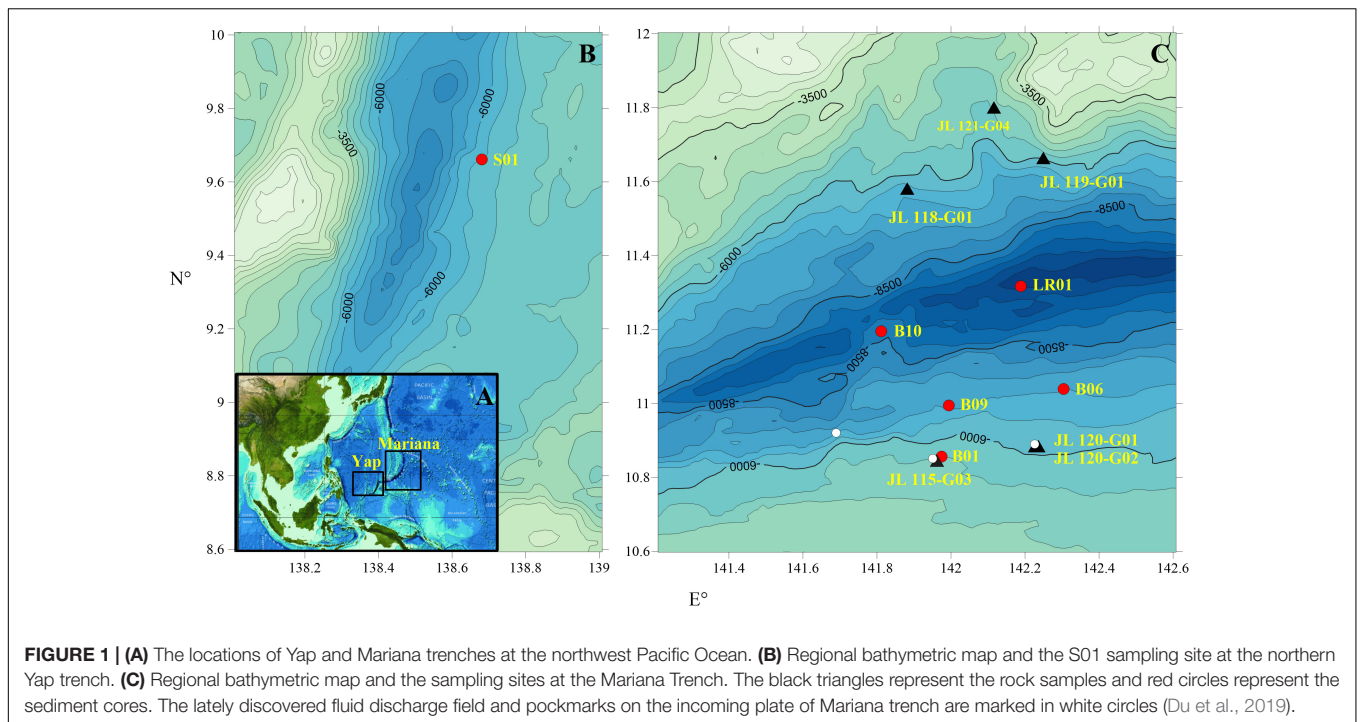 B
10
9.8
9.6
9.4
9.2
9
8.8
8.6
N°
138.2
138.4
138.6
138.8
139
-6000
-6000
-3500
-6000
-6000
S01
A
PACIFIC
BASIN
Mariana
Yap
C
12
11.8
11.6
11.4
11.2
11
10.8
10.6
141.4
141.6
141.8
142
142.2
142.4
142.6
E°
-3500
-3500
JL 121-G04
JL 119-G01
JL 118-G01
-8500
-6000
LR01
-8500
B10
-8500
-8500
-8500
B06
B09
-6000
JL 120-G01
JL 120-G02
-6000
B01
JL 115-G03
FIGURE 1 | (A) The locations of Yap and Mariana trenches at the northwest Pacific Ocean. (B) Regional bathymetric map and the S01 sampling site at the northern
Yap trench. (C) Regional bathymetric map and the sampling sites at the Mariana Trench. The black triangles represent the rock samples and red circles represent the
sediment cores. The lately discovered fluid discharge field and pockmarks on the incoming plate of Mariana trench are marked in white circles (Du et al., 2019).